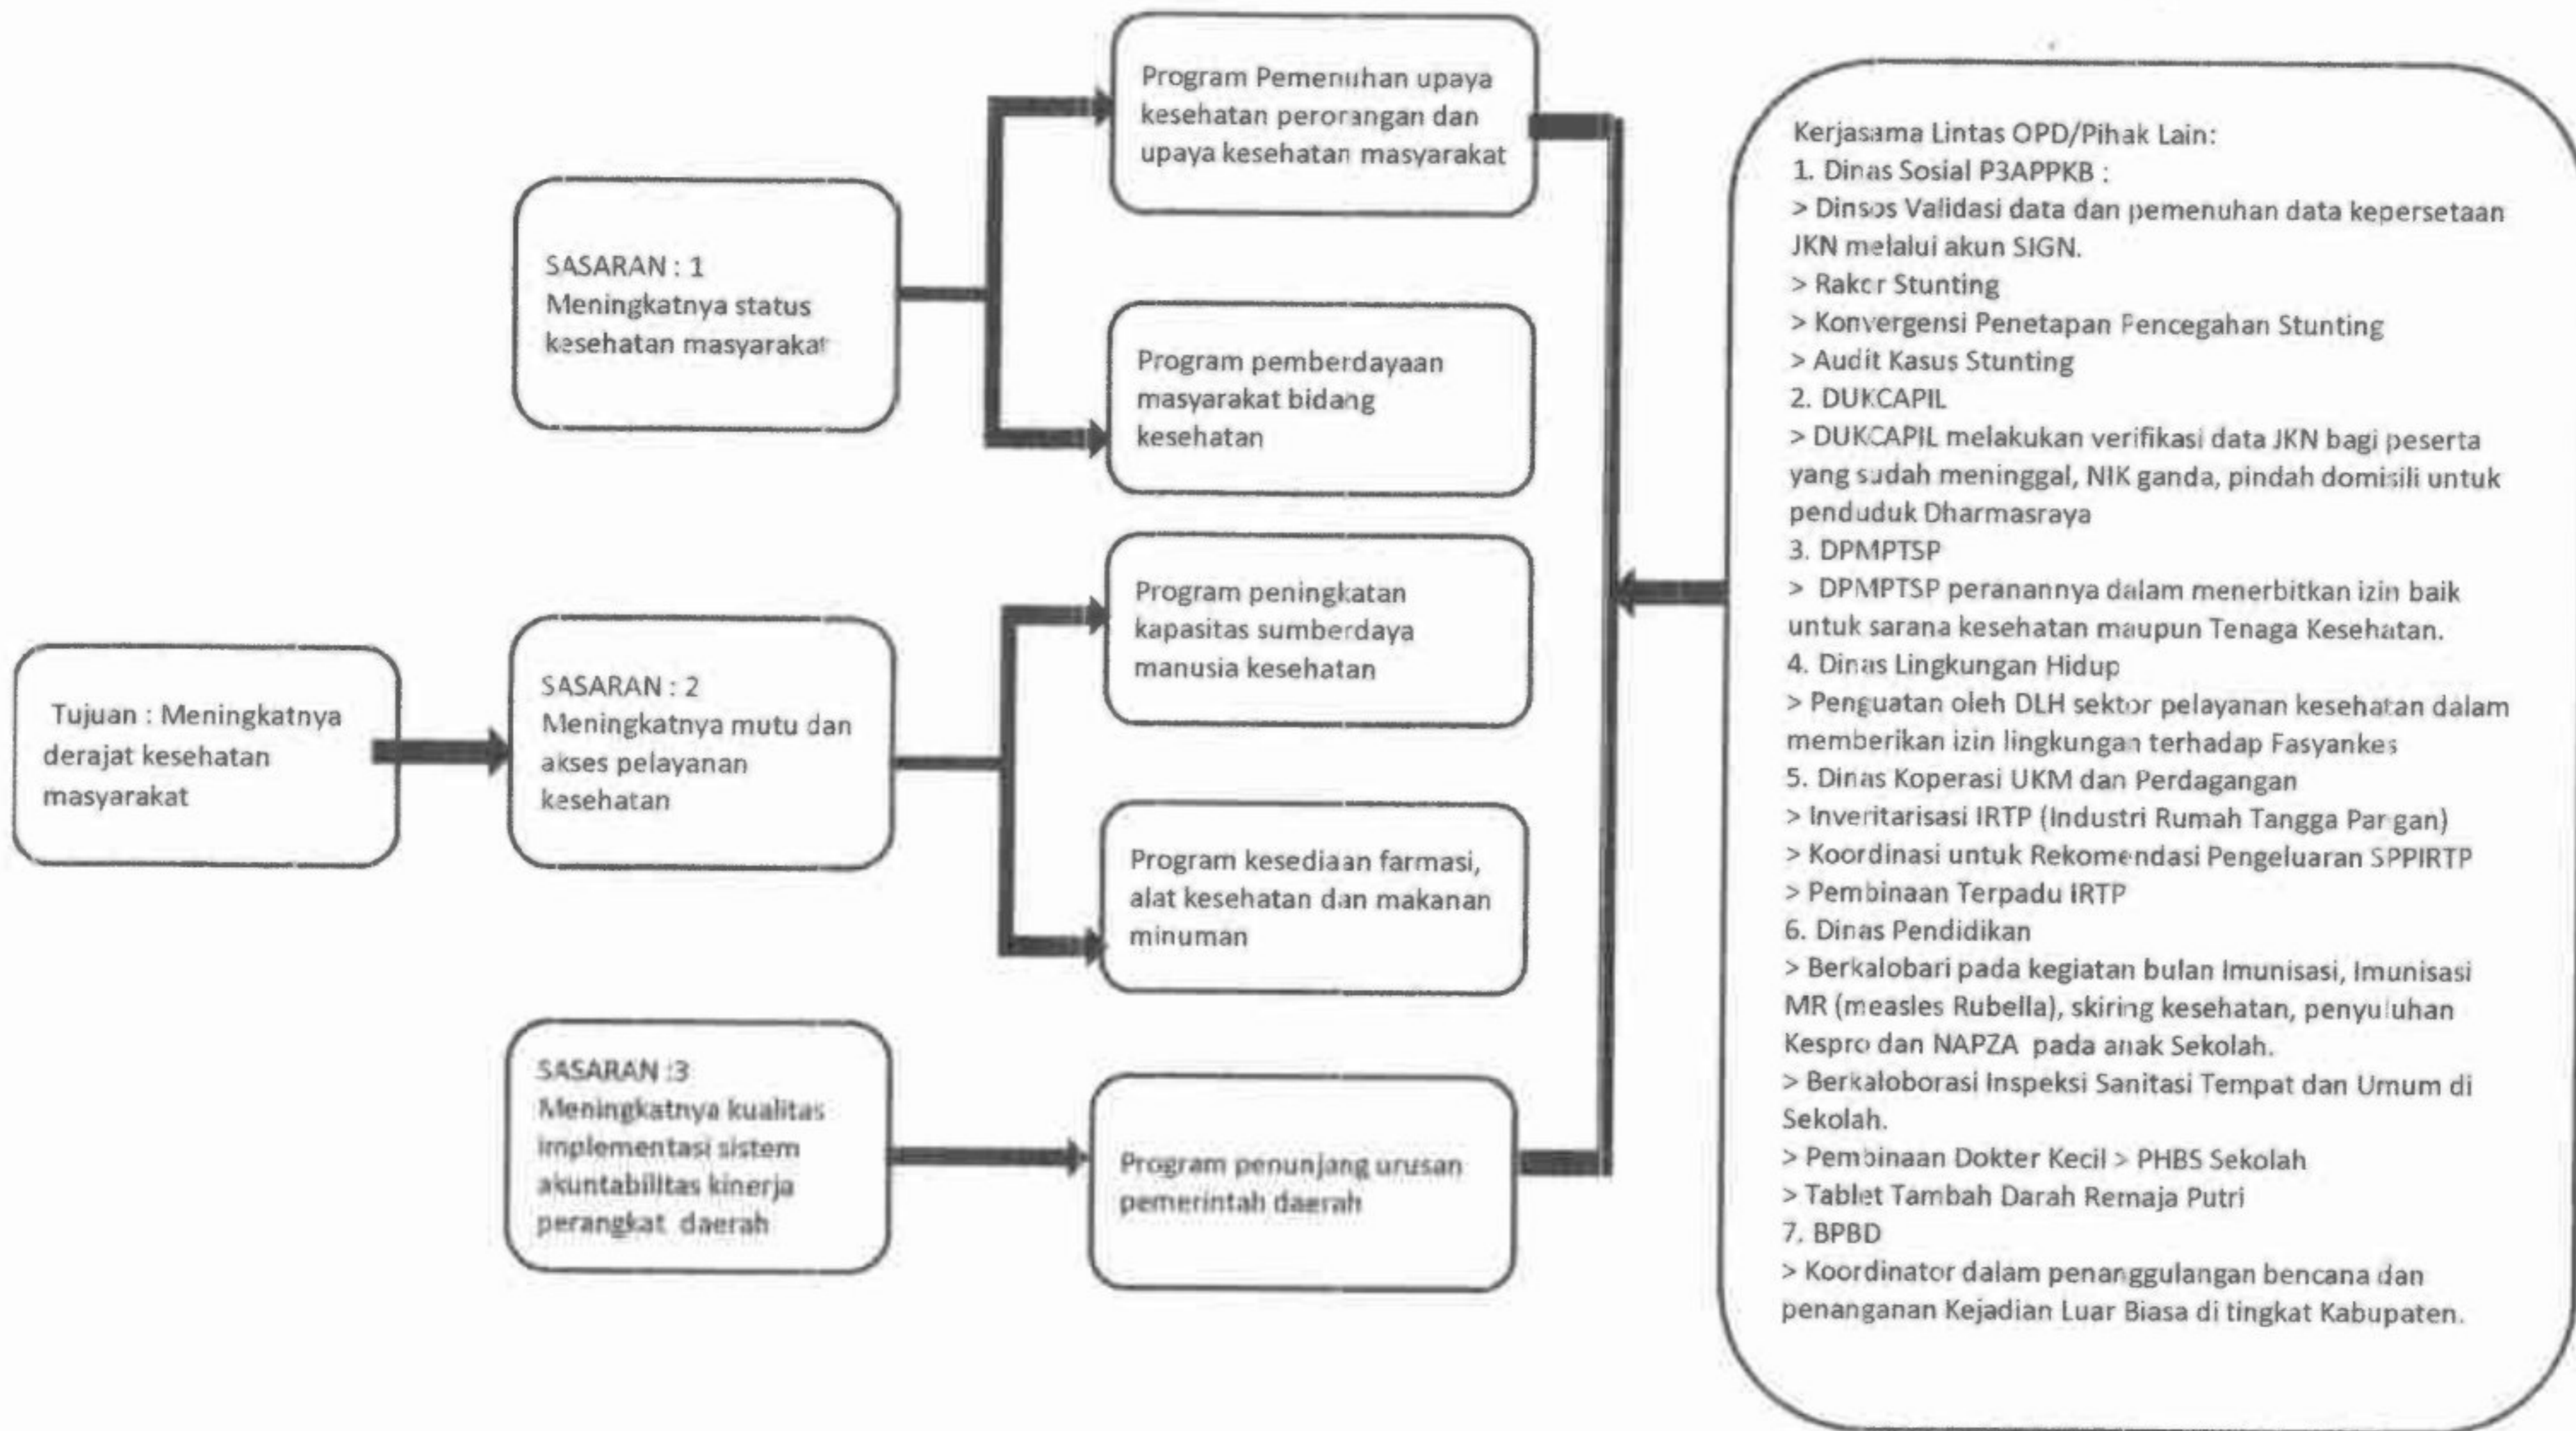 Tujuan : Meningkatnya
derajat kesehatan
masyarakat
SASARAN : 1
Meningkatnya status
kesehatan masyarakat
SASARAN : 2
Meningkatnya mutu dan
akses pelayanan
kesehatan
SASARAN :3
Meningkatnya kualitas
implementasi sistem
akuntabilitas kinerja
perangkat daerah
Program Pemenuhan upaya
kesehatan perorangan dan
upaya kesehatan masyarakat
Program pemberdayaan
masyarakat bidang
kesehatan
Program peningkatan
kapasitas sumberdaya
manusia kesehatan
Program kesediaan farmasi,
alat kesehatan dan makanan
minuman
Program penunjang urusan
pemerintah daerah
Kerjasama Lintas OPD/Pihak Lain:
1. Dinas Sosial P3APPKB :
> Dinsos Validasi data dan pemenuhan data kepersetaan
JKN melalui akun SIGN.
> Rakor Stunting
> Konvergensi Penetapan Pencegahan Stunting
> Audit Kasus Stunting
2. DUKCAPIL
> DUKCAPIL melakukan verifikasi data JKN bagi peserta
yang sudah meninggal, NIK ganda, pindah domisili untuk
penduduk Dharmasraya
3. DPMPTSP
> DPMPTSP peranannya dalam menerbitkan izin baik
untuk sarana kesehatan maupun Tenaga Kesehatan.
4. Dinas Lingkungan Hidup
> Penguatan oleh DLH sektor pelayanan kesehatan dalam
memberikan izin lingkungan terhadap Fasyankes
5. Dinas Koperasi UKM dan Perdagangan
> Inveritarisasi IRTP (Industri Rumah Tangga Pangan)
> Koordinasi untuk Rekomendasi Pengeluaran SPPIRTP
> Pembinaan Terpadu IRTP
6. Dinas Pendidikan
> Berkalobari pada kegiatan bulan Imunisasi, Imunisasi
MR (measles Rubella), skiring kesehatan, penyuluhan
Kespro dan NAPZA pada anak Sekolah.
> Berkaloborasi Inspeksi Sanitasi Tempat dan Umum di
Sekolah.
> Pembinaan Dokter Kecil > PHBS Sekolah
> Tablet Tambah Darah Remaja Putri
7. BPBD
> Koordinator dalam penanggulangan bencana dan
penanganan Kejadian Luar Biasa di tingkat Kabupaten.